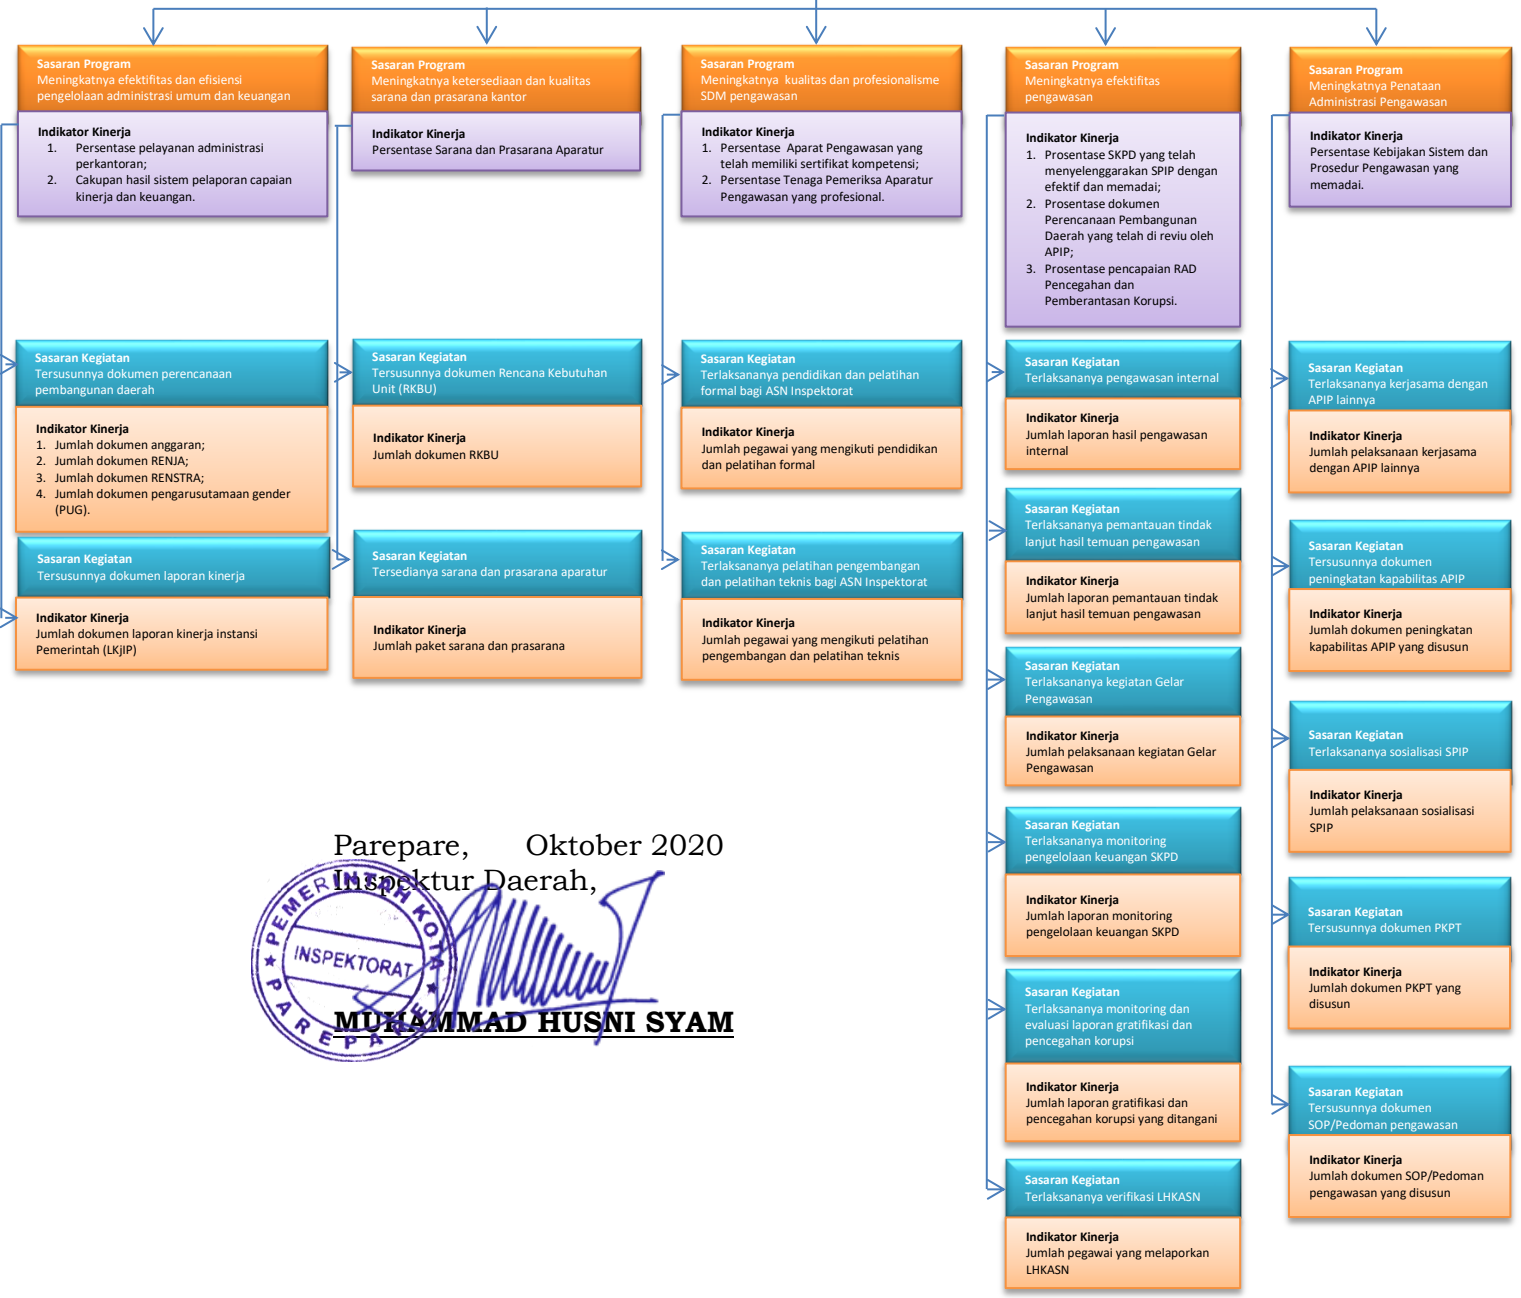 Sasaran Program
Meningkatnya efektifitas dan efisiensi
pengelolaan administrasi umum dan keuangan
Indikator Kinerja
1. Persentase pelayanan administrasi
perkantoran;
2. Cakupan hasil sistem pelaporan capaian
kinerja dan keuangan.
Sasaran Kegiatan
Tersusunnya dokumen perencanaan
pembangunan daerah
Indikator Kinerja
1. Jumlah dokumen anggaran;
2. Jumlah dokumen RENJA;
3. Jumlah dokumen RENSTRA;
4. Jumlah dokumen pengarusutamaan gender
(PUG).
Sasaran Kegiatan
Tersusunnya dokumen laporan kinerja
Indikator Kinerja
Jumlah dokumen laporan kinerja instansi
Pemerintah (LKjIP)
Sasaran Program
Meningkatnya ketersediaan dan kualitas
sarana dan prasarana kantor
Indikator Kinerja
Persentase Sarana dan Prasarana Aparatur
Sasaran Kegiatan
Tersusunnya dokumen Rencana Kebutuhan
Unit (RKBU)
Indikator Kinerja
Jumlah dokumen RKBU
Sasaran Kegiatan
Tersedianya sarana dan prasarana aparatur
Indikator Kinerja
Jumlah paket sarana dan prasarana
Sasaran Program
Meningkatnya kualitas dan profesionalisme
SDM pengawasan
Indikator Kinerja
1. Persentase Aparat Pengawasan yang
telah memiliki sertifikat kompetensi;
2. Persentase Tenaga Pemeriksa Aparatur
Pengawasan yang profesional.
Sasaran Kegiatan
Terlaksananya pendidikan dan pelatihan
formal bagi ASN Inspektorat
Indikator Kinerja
Jumlah pegawai yang mengikuti pendidikan
dan pelatihan formal
Sasaran Kegiatan
Terlaksananya pelatihan pengembangan
dan pelatihan teknis bagi ASN Inspektorat
Indikator Kinerja
Jumlah pegawai yang mengikuti pelatihan
pengembangan dan pelatihan teknis
Sasaran Program
Meningkatnya efektifitas
pengawasan
Indikator Kinerja
1. Prosentase SKPD yang telah
menyelenggarakan SPIP dengan
efektif dan memadai;
2. Prosentase dokumen
Perencanaan Pembangunan
Daerah yang telah di reviu oleh
APIP;
3. Prosentase pencapaian RAD
Pencegahan dan
Pemberantasan Korupsi.
Sasaran Kegiatan
Terlaksananya pengawasan internal
Indikator Kinerja
Jumlah laporan hasil pengawasan
internal
Sasaran Kegiatan
Terlaksananya pemantauan tindak
lanjut hasil temuan pengawasan
Indikator Kinerja
Jumlah laporan pemantauan tindak
lanjut hasil temuan pengawasan
Sasaran Kegiatan
Terlaksananya kegiatan Gelar
Pengawasan
Indikator Kinerja
Jumlah pelaksanaan kegiatan Gelar
Pengawasan
Sasaran Kegiatan
Terlaksananya monitoring
pengelolaan keuangan SKPD
Indikator Kinerja
Jumlah laporan monitoring
pengelolaan keuangan SKPD
Sasaran Kegiatan
Terlaksananya monitoring dan
evaluasi laporan gratifikasi dan
pencegahan korupsi
Indikator Kinerja
Jumlah laporan gratifikasi dan
pencegahan korupsi yang ditangani
Sasaran Kegiatan
Terlaksananya verifikasi LHKASN
Indikator Kinerja
Jumlah pegawai yang melaporkan
LHKASN
Sasaran Program
Meningkatnya Penataan
Administrasi Pengawasan
Indikator Kinerja
Persentase Kebijakan Sistem dan
Prosedur Pengawasan yang
memadai.
Sasaran Kegiatan
Terlaksananya kerjasama dengan
APIP lainnya
Indikator Kinerja
Jumlah pelaksanaan kerjasama
dengan APIP lainnya
Sasaran Kegiatan
Tersusunnya dokumen
peningkatan kapabilitas APIP
Indikator Kinerja
Jumlah dokumen peningkatan
kapabilitas APIP yang disusun
Sasaran Kegiatan
Terlaksananya sosialisasi SPIP
Indikator Kinerja
Jumlah pelaksanaan sosialisasi
SPIP
Sasaran Kegiatan
Tersusunnya dokumen PKPT
Indikator Kinerja
Jumlah dokumen PKPT yang
disusun
Sasaran Kegiatan
Tersusunnya dokumen
SOP/Pedoman pengawasan
Indikator Kinerja
Jumlah dokumen SOP/Pedoman
pengawasan yang disusun
Parepare, Oktober 2020
Inspektur Daerah,
PEMERINTAH KOTA
INSPEKTORAT
PAREPARE
MUHAMMAD HUSNI SYAM